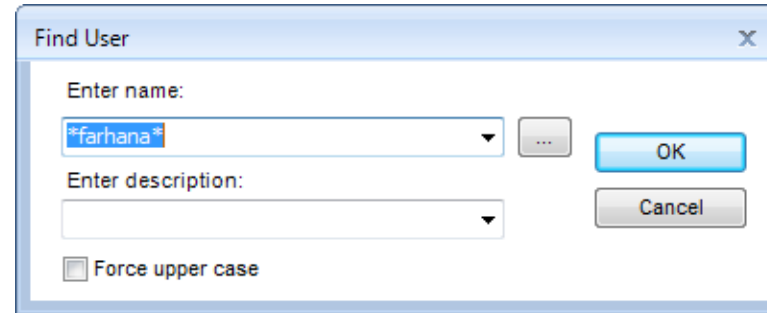 Find User
Enter name:
*farhana*
...
OK
Enter description:
Cancel
Force upper case